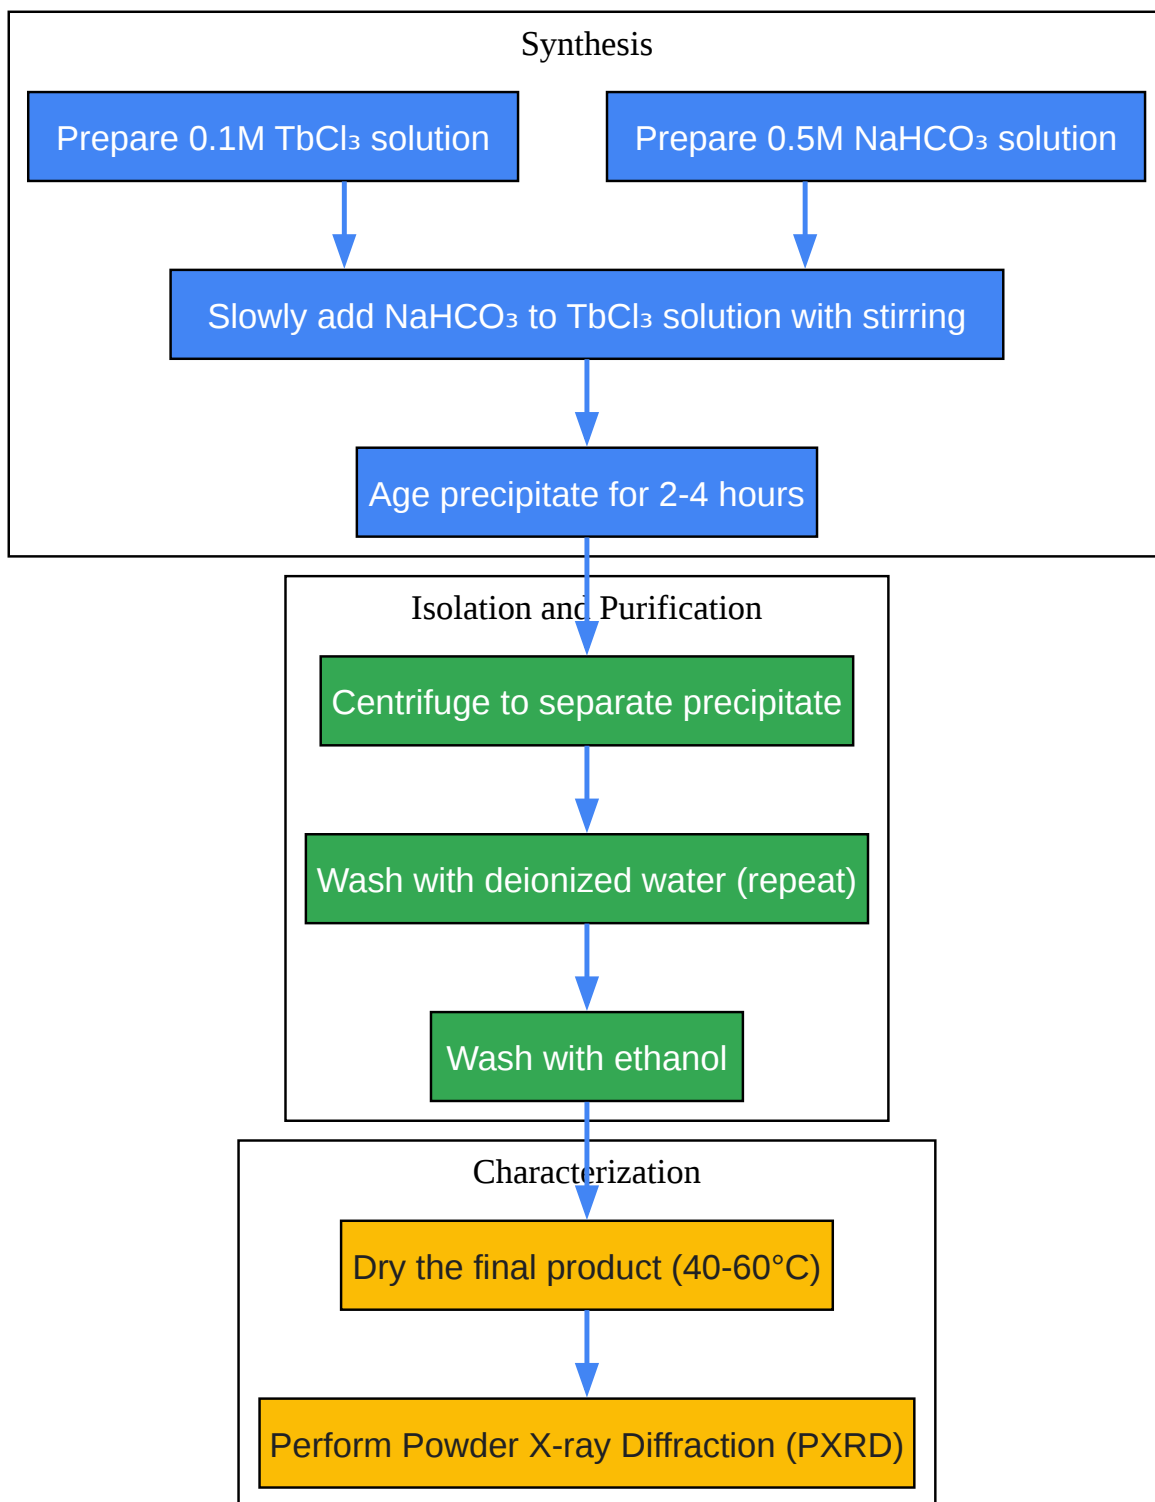 Synthesis
Prepare 0.1M TbCl₃ solution
Prepare 0.5M NaHCO₃ solution
Slowly add NaHCO₃ to TbCl₃ solution with stirring
Age precipitate for 2-4 hours
Isolation and Purification
Centrifuge to separate precipitate
Wash with deionized water (repeat)
Wash with ethanol
Characterization
Dry the final product (40-60°C)
Perform Powder X-ray Diffraction (PXRD)